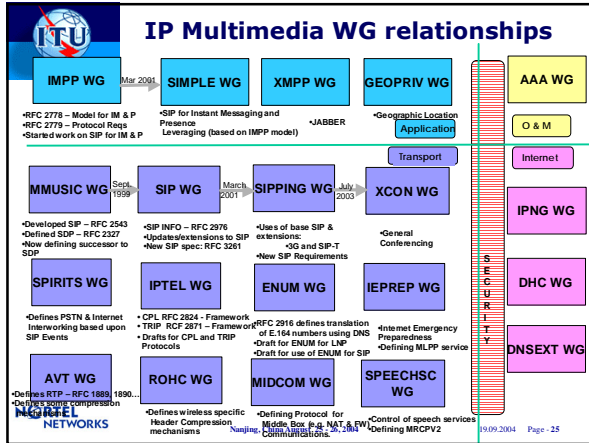 ITU
IP Multimedia WG relationships
IMPP WG
Mar 2001
SIMPLE WG
XMPP WG
GEOPRIV WG
AAA WG
•RFC 2778 – Model for IM & P
•RFC 2779 – Protocol Reqs
•Started work on SIP for IM & P
•SIP for Instant Messaging and
Presence
Leveraging (based on IMPP model)
•JABBER
•Geographic Location
Application
O & M
Transport
Internet
MMUSIC WG
Sept
1999
SIP WG
March
2001
SIPPING WG
July
2003
XCON WG
IPNG WG
•Developed SIP – RFC 2543
•Defined SDP – RFC 2327
•Now defining successor to
SDP
•SIP INFO – RFC 2976
•Updates/extensions to SIP
•New SIP spec: RFC 3261
•Uses of base SIP &
extensions:
•3G and SIP-T
•New SIP Requirements
•General
Conferencing
SECURITY
SPIRITS WG
IPTEL WG
ENUM WG
IEPREP WG
DHC WG
•Defines PSTN & Internet
Interworking based upon
SIP Events
• CPL RFC 2824 - Framework
• TRIP RCF 2871 – Framework
• Drafts for CPL and TRIP
Protocols
•RFC 2916 defines translation
of E.164 numbers using DNS
•Draft for ENUM for LNP
•Draft for use of ENUM for SIP
•Internet Emergency
Preparedness
•Defining MLPP service
DNSEXT WG
AVT WG
ROHC WG
MIDCOM WG
SPEECHSC
WG
•Defines RTP – RFC 1889, 1890…
•Defines some compression
mechanisms
•Defines wireless specific
Header Compression
mechanisms
•Defining Protocol for
Middle Box (e.g. NAT & FW)
Communications.
•Control of speech services
•Defining MRCPV2
NORTEL
NETWORKS
Nanjing, China August 25 - 26, 2004
19.09.2004
Page - 25